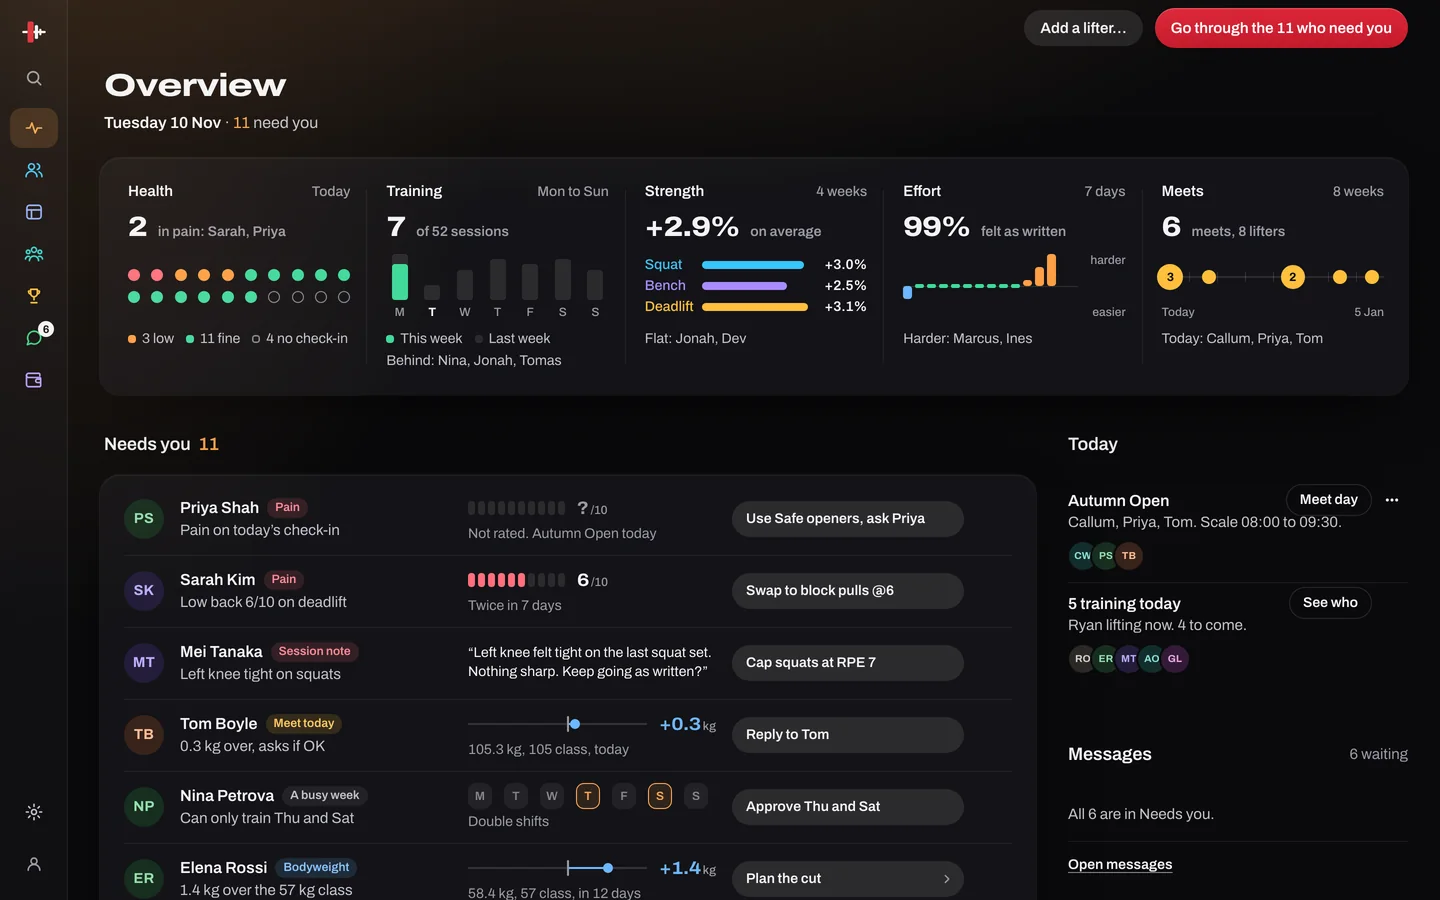 Add a lifter...
Go through the 11 who need you
Overview
Tuesday 10 Nov · 11 need you
Health
Today
2 in pain: Sarah, Priya
3 low
11 fine
4 no check-in
Training
Mon to Sun
7 of 52 sessions
M T W T F S S
This week
Last week
Behind: Nina, Jonah, Tomas
Strength
4 weeks
+2.9% on average
Squat +3.0%
Bench +2.5%
Deadlift +3.1%
Flat: Jonah, Dev
Effort
7 days
99% felt as written
harder
easier
Harder: Marcus, Ines
Meets
8 weeks
6 meets, 8 lifters
3
2
Today
5 Jan
Today: Callum, Priya, Tom
6
Needs you 11
PS
Priya Shah Pain
Pain on today’s check-in
?/10
Not rated. Autumn Open today
Use Safe openers, ask Priya
SK
Sarah Kim Pain
Low back 6/10 on deadlift
6/10
Twice in 7 days
Swap to block pulls @6
MT
Mei Tanaka Session note
Left knee tight on squats
“Left knee felt tight on the last squat set.
Nothing sharp. Keep going as written?”
Cap squats at RPE 7
TB
Tom Boyle Meet today
0.3 kg over, asks if OK
+0.3 kg
105.3 kg, 105 class, today
Reply to Tom
NP
Nina Petrova A busy week
Can only train Thu and Sat
M T W T F S S
Double shifts
Approve Thu and Sat
ER
Elena Rossi Bodyweight
1.4 kg over the 57 kg class
+1.4 kg
58.4 kg, 57 class, in 12 days
Plan the cut
Today
Autumn Open
Meet day
Callum, Priya, Tom. Scale 08:00 to 09:30.
CW PS TB
5 training today
See who
Ryan lifting now. 4 to come.
RO ER MT AO GL
Messages
6 waiting
All 6 are in Needs you.
Open messages